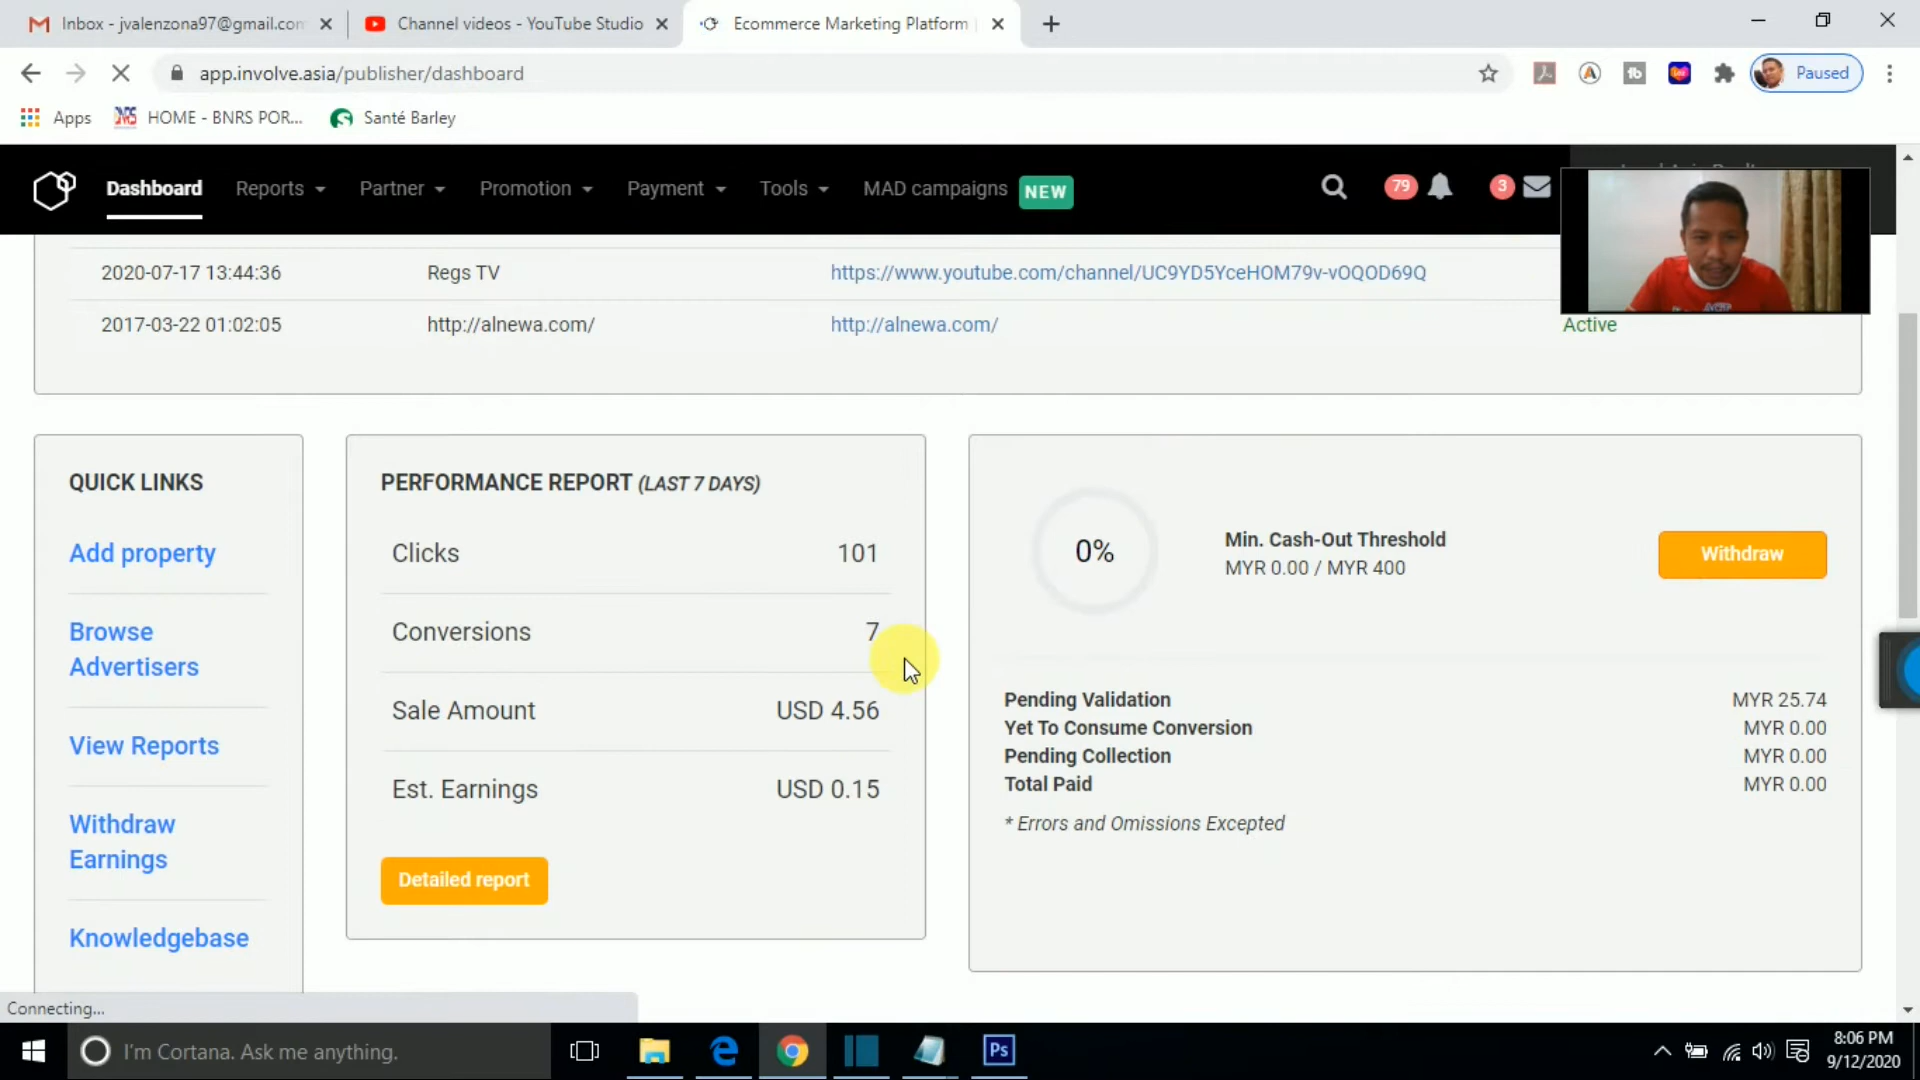 Inbox - jvalenzona97@gmail.con
Channel videos - YouTube Studio
Ecommerce Marketing Platform
app.involve.asia/publisher/dashboard
Paused
Apps
HOME - BNRS POR...
Santé Barley
Dashboard
Reports
Partner
Promotion
Payment
Tools
MAD campaigns
NEW
79
3
2020-07-17 13:44:36
Regs TV
https://www.youtube.com/channel/UC9YD5YceHOM79v-vOQOD69Q
2017-03-22 01:02:05
http://alnewa.com/
http://alnewa.com/
Active
QUICK LINKS
Add property
Browse
Advertisers
View Reports
Withdraw
Earnings
Knowledgebase
PERFORMANCE REPORT (LAST 7 DAYS)
Clicks 101
Conversions 7
Sale Amount USD 4.56
Est. Earnings USD 0.15
Detailed report
0%
Min. Cash-Out Threshold
MYR 0.00 / MYR 400
Withdraw
Pending Validation MYR 25.74
Yet To Consume Conversion MYR 0.00
Pending Collection MYR 0.00
Total Paid MYR 0.00
* Errors and Omissions Excepted
Connecting...
I'm Cortana. Ask me anything.
Ps
8:06 PM
9/12/2020